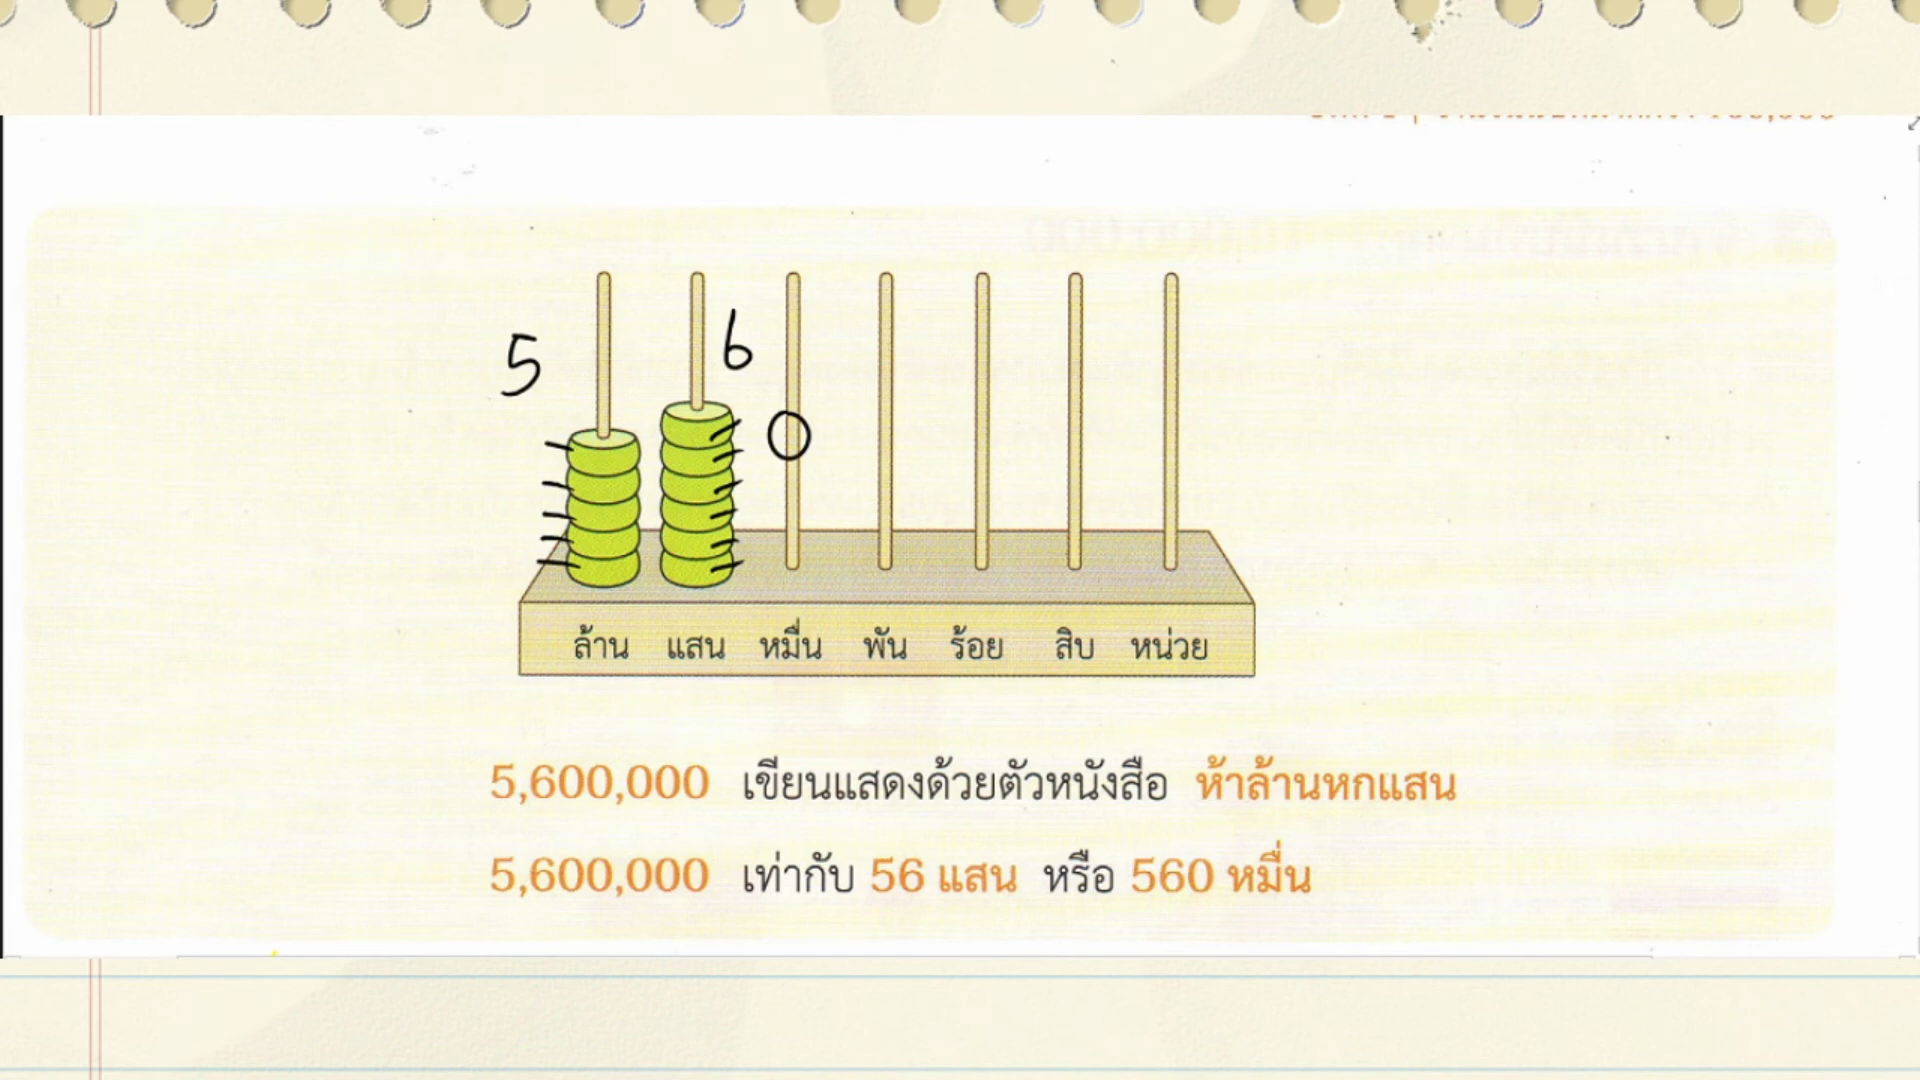 5 6
0
ล้าน แสน หมื่น พัน ร้อย สิบ หน่วย
5,600,000 เขียนแสดงด้วยตัวหนังสือ ห้าล้านหกแสน
5,600,000 เท่ากับ 56 แสน หรือ 560 หมื่น